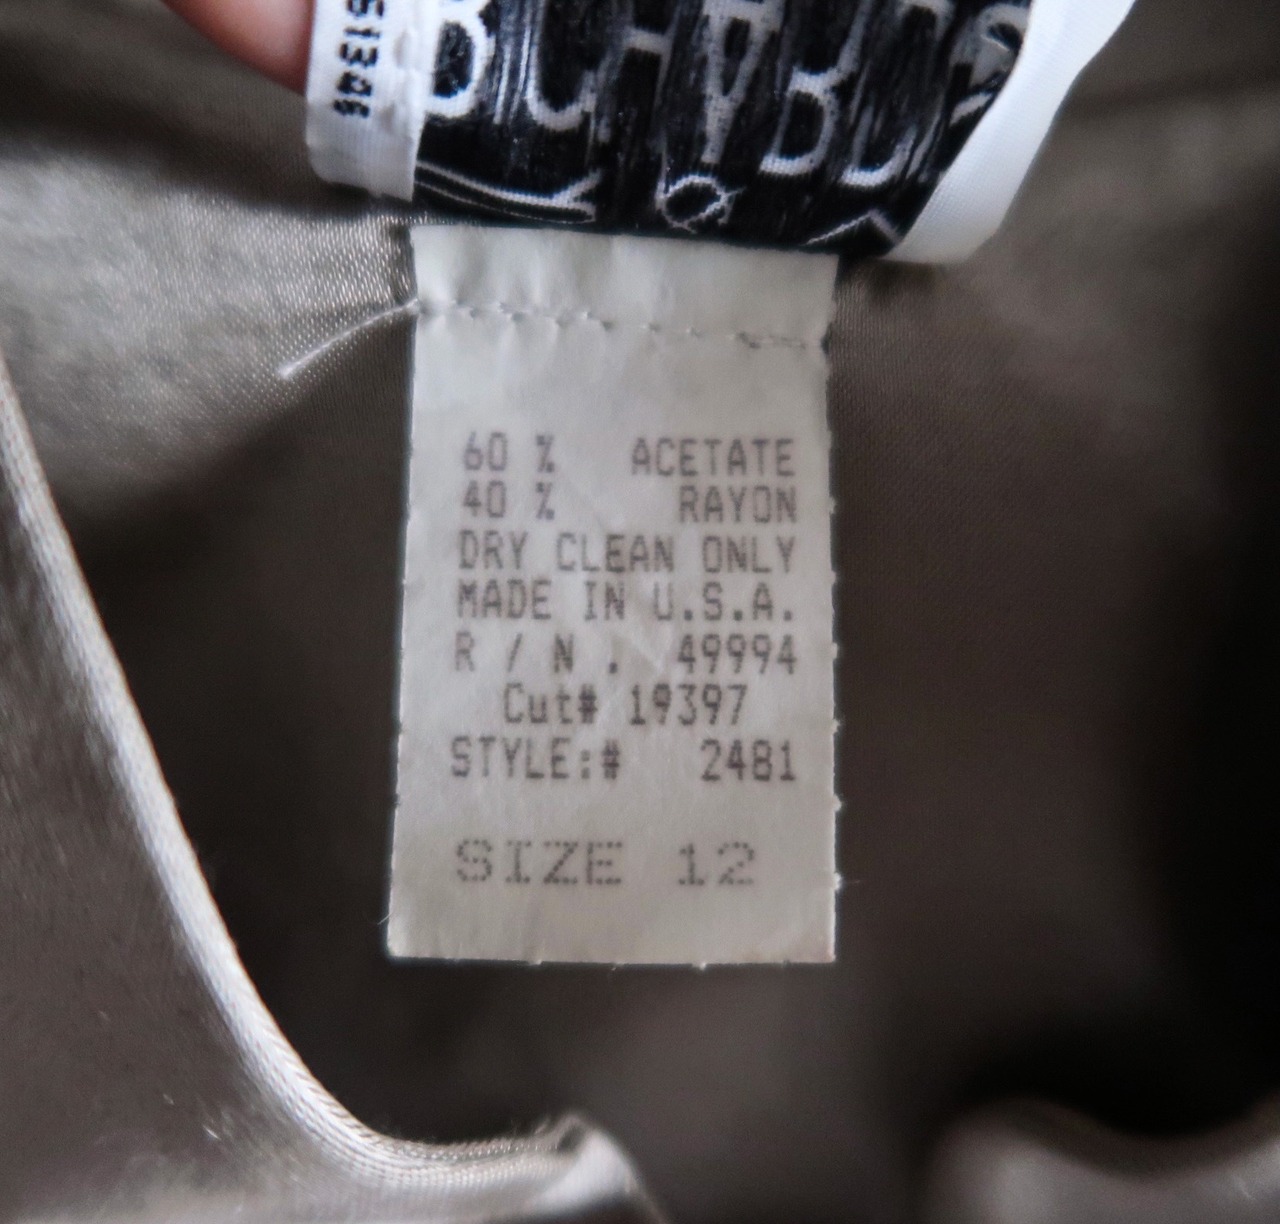 60 % ACETATE
40 % RAYON
DRY CLEAN ONLY
MADE IN U.S.A.
R / N . 49994
Cut# 19397
STYLE:# 2481
SIZE 12